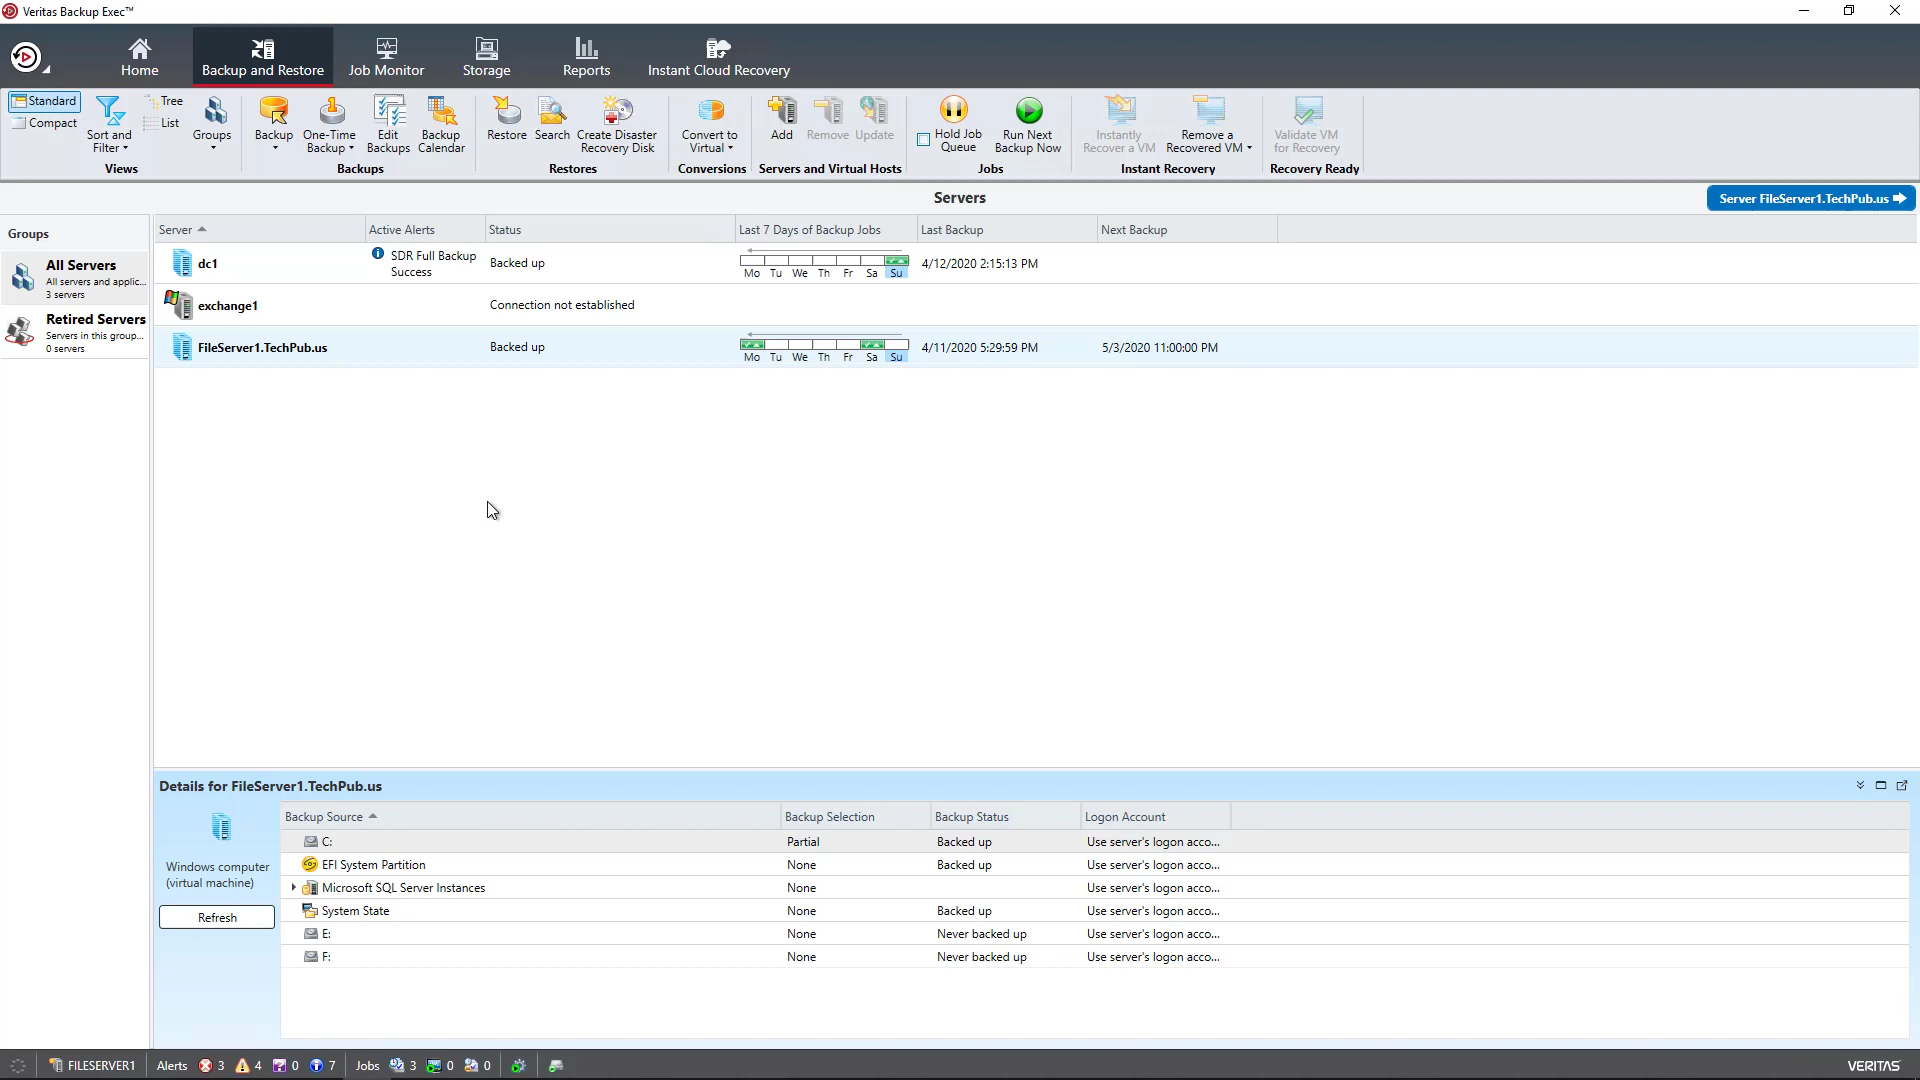 Veritas Backup Exec™
Home
Backup and Restore
Job Monitor
Storage
Reports
Instant Cloud Recovery
Standard
Compact
Sort and
Filter
Tree
List
Groups
Views
Backup
One-Time
Backup
Edit
Backups
Backup
Calendar
Backups
Restore
Search
Create Disaster
Recovery Disk
Restores
Convert to
Virtual
Conversions
Add
Remove
Update
Servers and Virtual Hosts
Hold Job
Queue
Run Next
Backup Now
Jobs
Instantly
Recover a VM
Remove a
Recovered VM
Instant Recovery
Validate VM
for Recovery
Recovery Ready
Servers
Server FileServer1.TechPub.us
Groups
All Servers
All servers and applic...
3 servers
Retired Servers
Servers in this group...
0 servers
Server Active Alerts Status Last 7 Days of Backup Jobs Last Backup Next Backup
dc1 SDR Full Backup
Success Backed up Mo Tu We Th Fr Sa Su 4/12/2020 2:15:13 PM
exchange1 Connection not established
FileServer1.TechPub.us Backed up Mo Tu We Th Fr Sa Su 4/11/2020 5:29:59 PM 5/3/2020 11:00:00 PM
Details for FileServer1.TechPub.us
Windows computer
(virtual machine)
Refresh
Backup Source Backup Selection Backup Status Logon Account
C: Partial Backed up Use server's logon acco...
EFI System Partition None Backed up Use server's logon acco...
Microsoft SQL Server Instances None Use server's logon acco...
System State None Backed up Use server's logon acco...
E: None Never backed up Use server's logon acco...
F: None Never backed up Use server's logon acco...
FILESERVER1 Alerts 3 4 0 7 Jobs 3 0 0 VERITAS